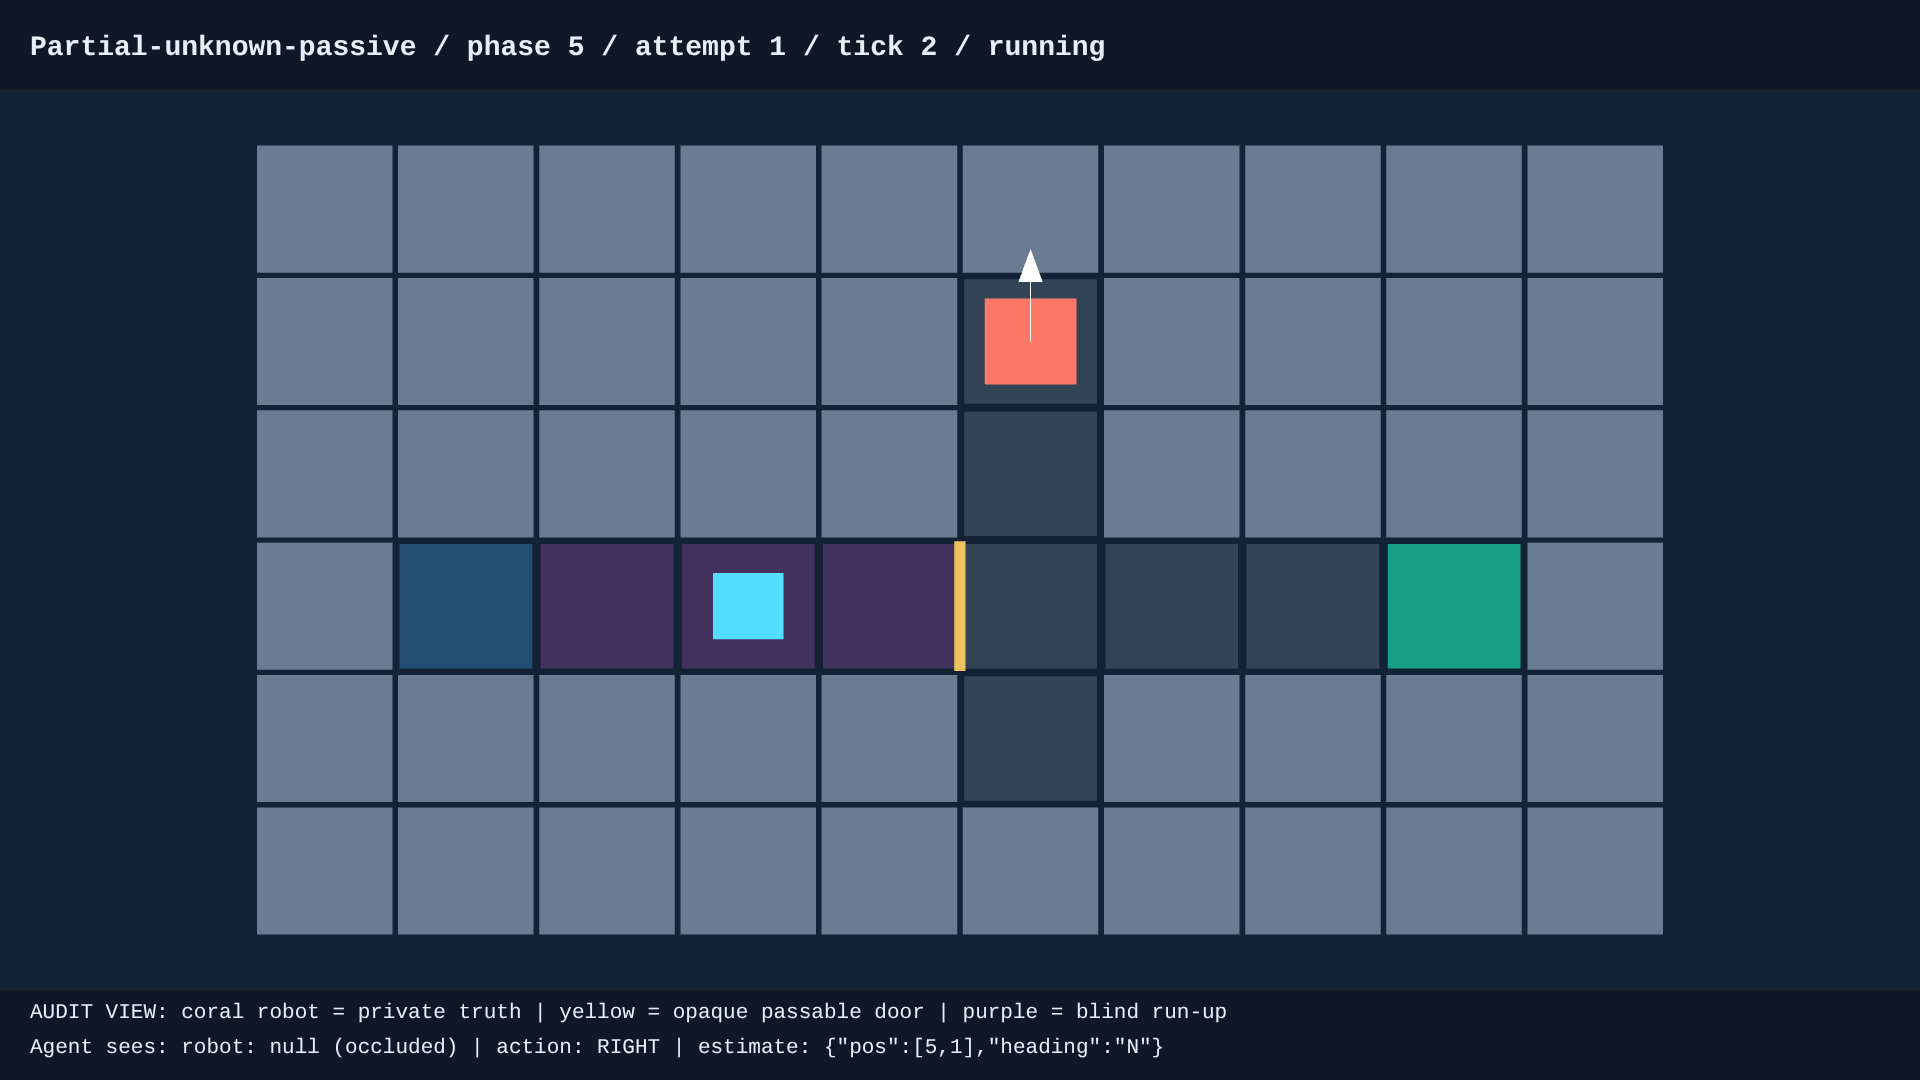 Partial-unknown-passive / phase 5 / attempt 1 / tick 2 / running
AUDIT VIEW: coral robot = private truth | yellow = opaque passable door | purple = blind run-up
Agent sees: robot: null (occluded) | action: RIGHT | estimate: {"pos":[5,1],"heading":"N"}